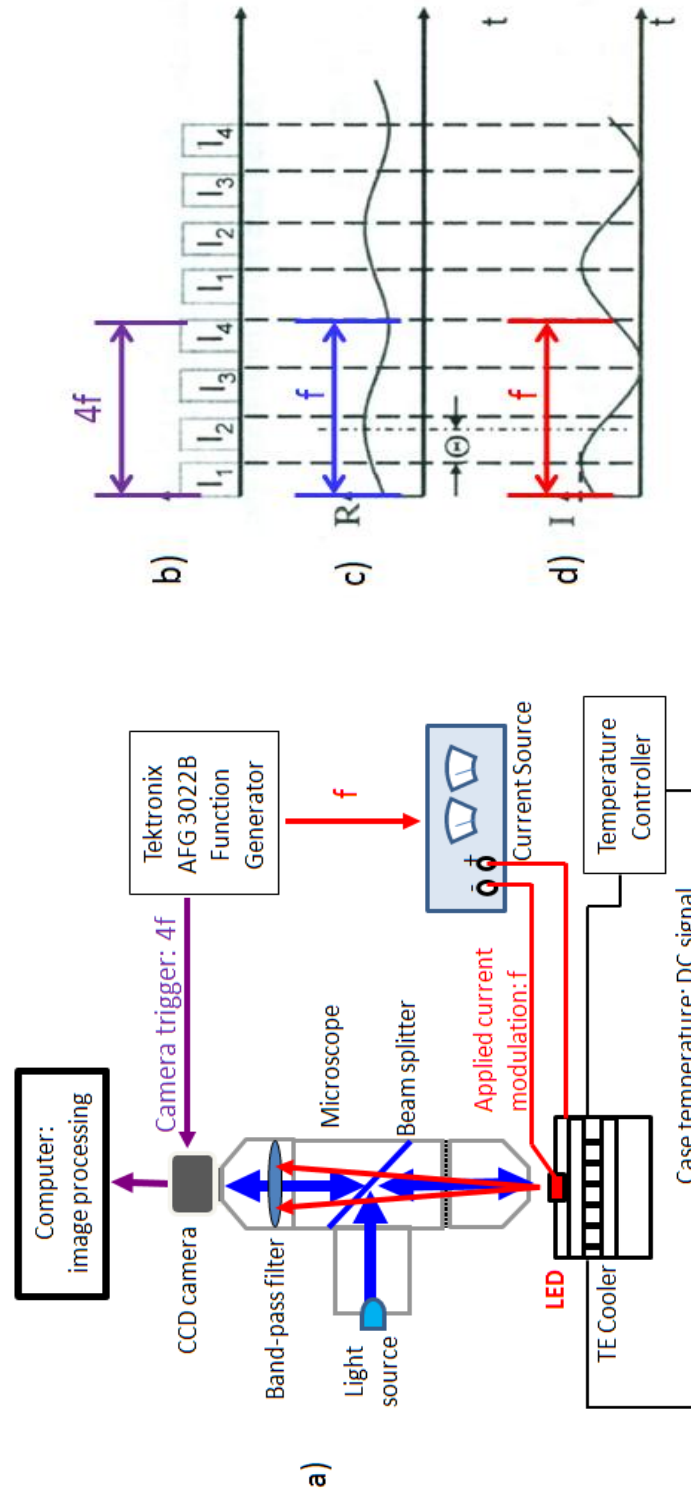 a)
Computer:
image processing
CCD camera
Camera trigger: 4f
Tektronix
AFG 3022B
Function
Generator
Band-pass filter
Microscope
Light
source
Beam splitter
f
Applied current
modulation: f
- +
Current Source
LED
TE Cooler
Temperature
Controller
Case temperature: DC signal
b)
4f
I1 I2 I3 I4 I1 I2 I3 I4
c)
R
f
t
Θ
d)
I
f
t